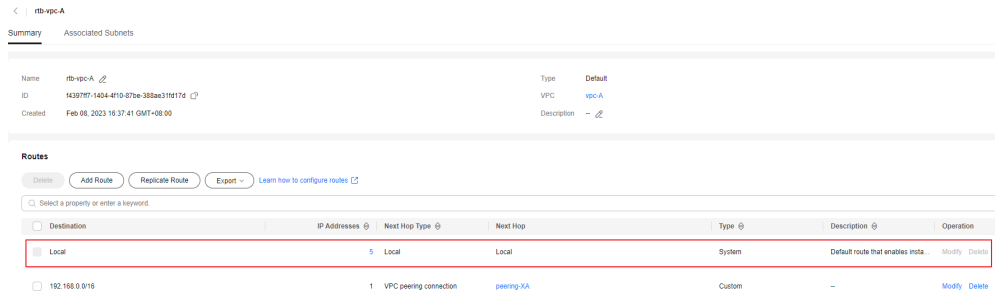 rtb-vpc-A
Summary Associated Subnets
Name rtb-vpc-A Type Default
ID f4397ff7-1404-4f10-87be-388ae31fd17d VPC vpc-A
Created Feb 08, 2023 16:37:41 GMT+08:00 Description --
Routes
Delete Add Route Replicate Route Export Learn how to configure routes
Select a property or enter a keyword.
Destination IP Addresses Next Hop Type Next Hop Type Description Operation
Local 5 Local Local System Default route that enables insta... Modify Delete
192.168.0.0/16 1 VPC peering connection peering-XA Custom -- Modify Delete